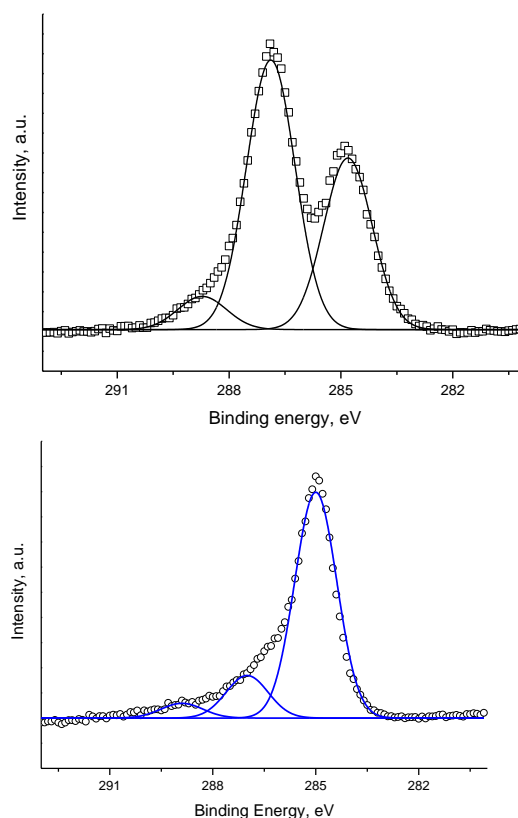 Intensity, a.u.
291 288 285 282
Binding energy, eV
Intensity, a.u.
291 288 285 282
Binding Energy, eV